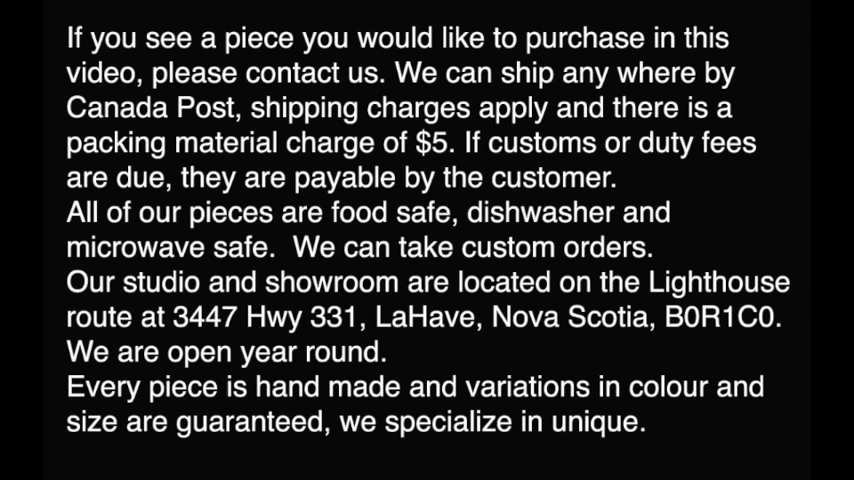 If you see a piece you would like to purchase in this
video, please contact us. We can ship any where by
Canada Post, shipping charges apply and there is a
packing material charge of $5. If customs or duty fees
are due, they are payable by the customer.
All of our pieces are food safe, dishwasher and
microwave safe.  We can take custom orders.
Our studio and showroom are located on the Lighthouse
route at 3447 Hwy 331, LaHave, Nova Scotia, B0R1C0.
We are open year round.
Every piece is hand made and variations in colour and
size are guaranteed, we specialize in unique.